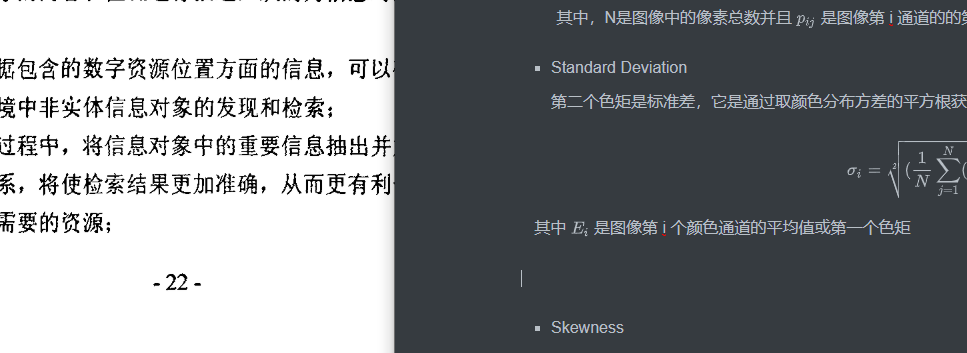 据包含的数字资源位置方面的信息，可以
境中非实体信息对象的发现和检索；
过程中，将信息对象中的重要信息抽出并
系，将使检索结果更加准确，从而更有利
需要的资源；
- 22 -
其中，N是图像中的像素总数并且 p_{ij} 是图像第 i 通道的的第
▪ Standard Deviation
第二个色矩是标准差，它是通过取颜色分布方差的平方根获
σ_i = \sqrt[2]{(\frac{1}{N} \sum_{j=1}^{N} (
其中 E_i 是图像第 i 个颜色通道的平均值或第一个色矩
▪ Skewness